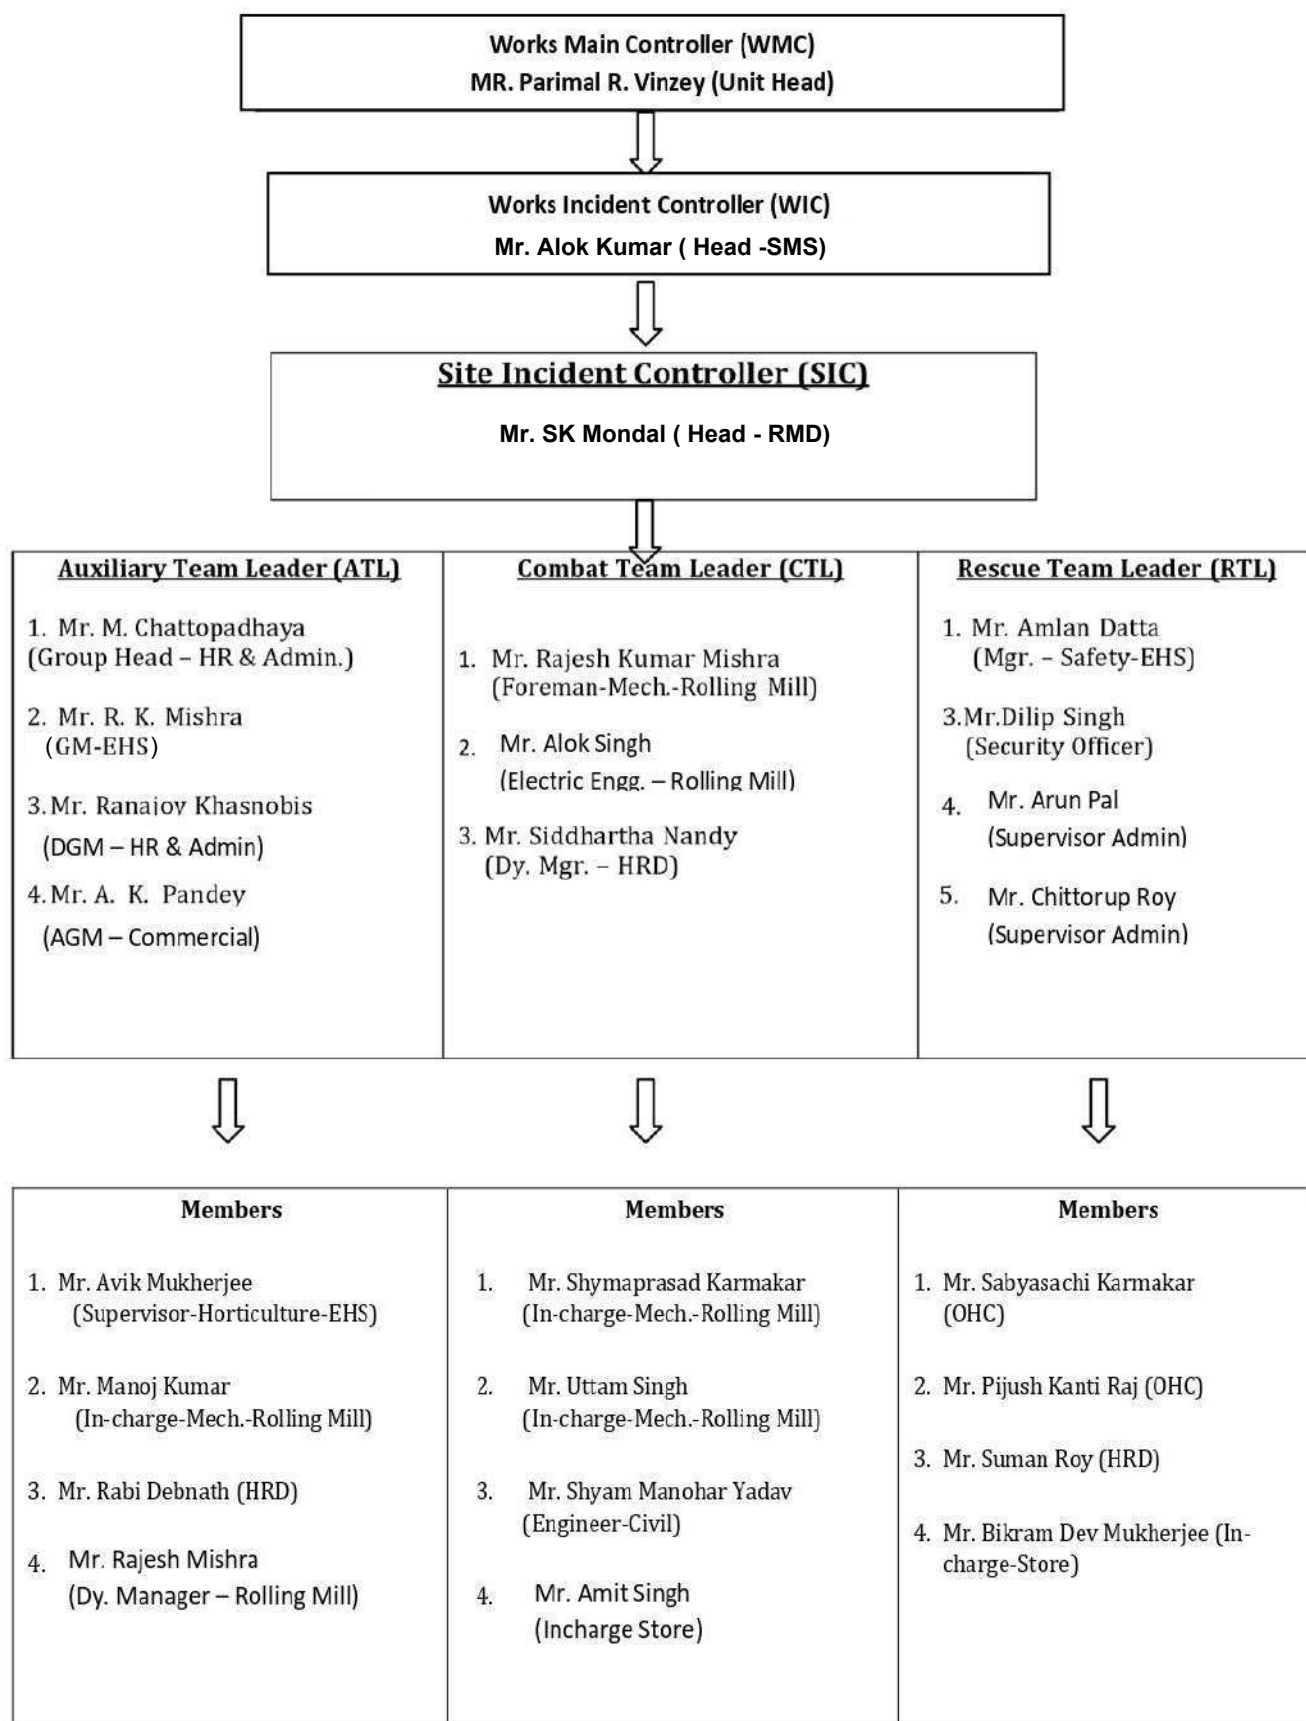 Works Main Controller (WMC)
MR. Parimal R. Vinzey (Unit Head)
Works Incident Controller (WIC)
Mr. Alok Kumar ( Head -SMS)
Site Incident Controller (SIC)
Mr. SK Mondal ( Head - RMD)
Auxiliary Team Leader (ATL)
1. Mr. M. Chattopadhaya
(Group Head – HR & Admin.)
2. Mr. R. K. Mishra
(GM-EHS)
3. Mr. Ranajoy Khasnobis
(DGM – HR & Admin)
4. Mr. A. K. Pandey
(AGM – Commercial)
Combat Team Leader (CTL)
1. Mr. Rajesh Kumar Mishra
(Foreman-Mech.-Rolling Mill)
2. Mr. Alok Singh
(Electric Engg. – Rolling Mill)
3. Mr. Siddhartha Nandy
(Dy. Mgr. – HRD)
Rescue Team Leader (RTL)
1. Mr. Amlan Datta
(Mgr. – Safety-EHS)
3.Mr.Dilip Singh
(Security Officer)
4. Mr. Arun Pal
(Supervisor Admin)
5. Mr. Chittorup Roy
(Supervisor Admin)
Members
1. Mr. Avik Mukherjee
(Supervisor-Horticulture-EHS)
2. Mr. Manoj Kumar
(In-charge-Mech.-Rolling Mill)
3. Mr. Rabi Debnath (HRD)
4. Mr. Rajesh Mishra
(Dy. Manager – Rolling Mill)
Members
1. Mr. Shymaprasad Karmakar
(In-charge-Mech.-Rolling Mill)
2. Mr. Uttam Singh
(In-charge-Mech.-Rolling Mill)
3. Mr. Shyam Manohar Yadav
(Engineer-Civil)
4. Mr. Amit Singh
(Incharge Store)
Members
1. Mr. Sabyasachi Karmakar
(OHC)
2. Mr. Pijush Kanti Raj (OHC)
3. Mr. Suman Roy (HRD)
4. Mr. Bikram Dev Mukherjee (In-
charge-Store)